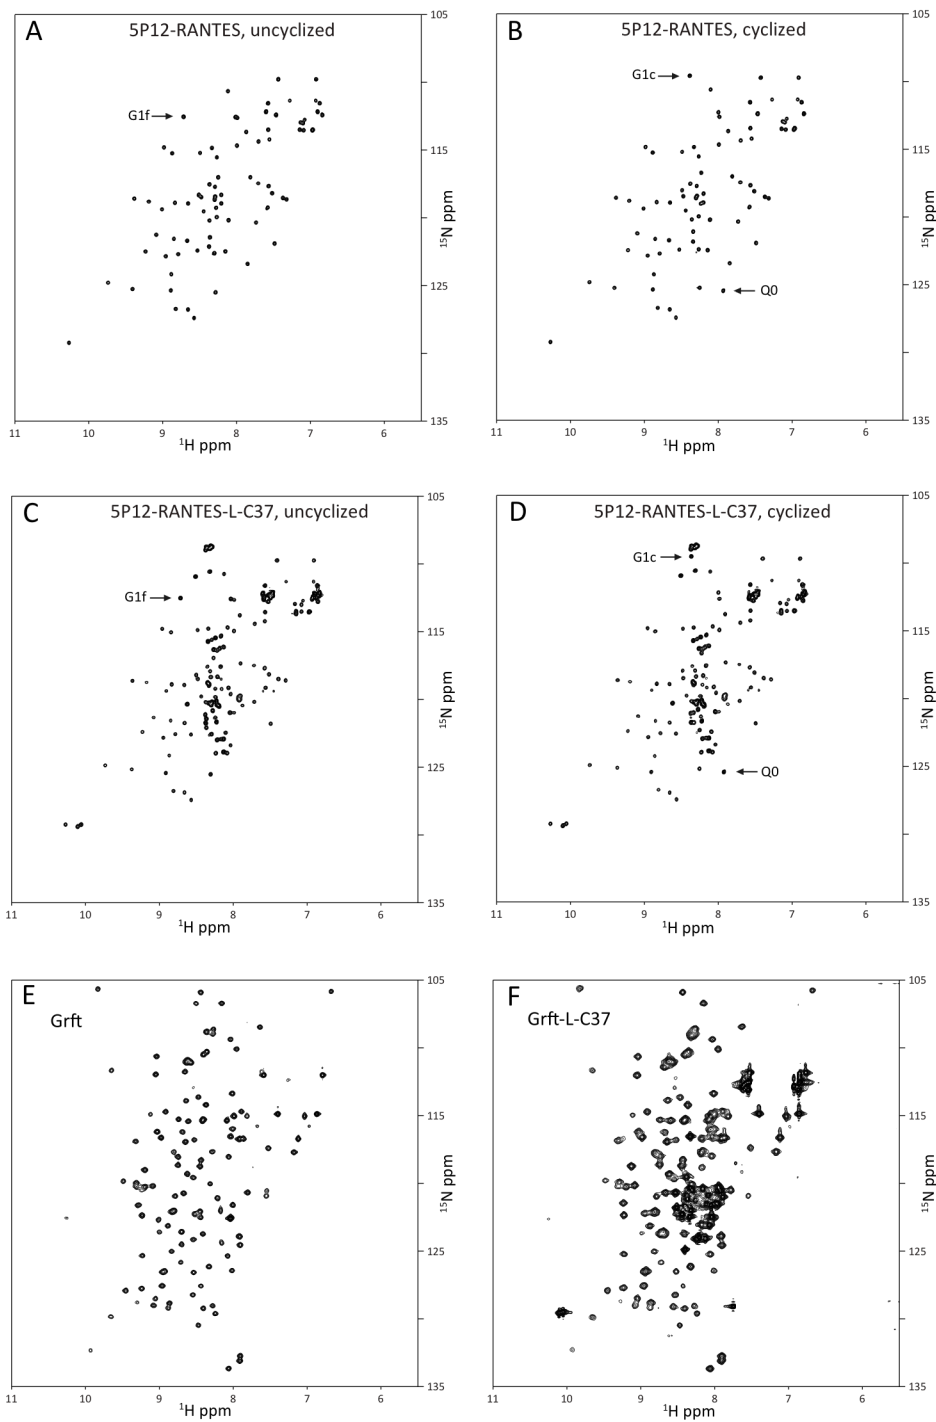 A
5P12-RANTES, uncyclized
G1f
105
115
125
135
15N ppm
11 10 9 8 7 6
1H ppm
B
5P12-RANTES, cyclized
G1c
Q0
105
115
125
135
15N ppm
11 10 9 8 7 6
1H ppm
C
5P12-RANTES-L-C37, uncyclized
G1f
105
115
125
135
15N ppm
11 10 9 8 7 6
1H ppm
D
5P12-RANTES-L-C37, cyclized
G1c
Q0
105
115
125
135
15N ppm
11 10 9 8 7 6
1H ppm
E
Grft
105
115
125
135
15N ppm
11 10 9 8 7 6
1H ppm
F
Grft-L-C37
105
115
125
135
15N ppm
11 10 9 8 7 6
1H ppm